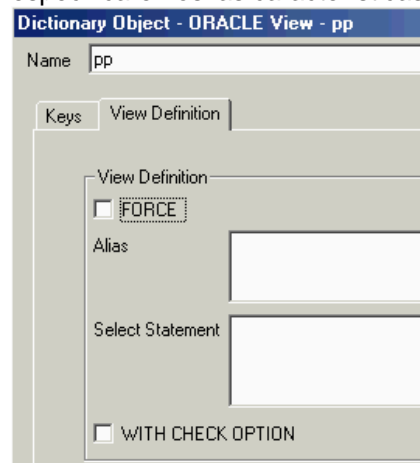 Dictionary Object - ORACLE View - pp
Name pp
Keys View Definition
View Definition
FORCE
Alias
Select Statement
WITH CHECK OPTION